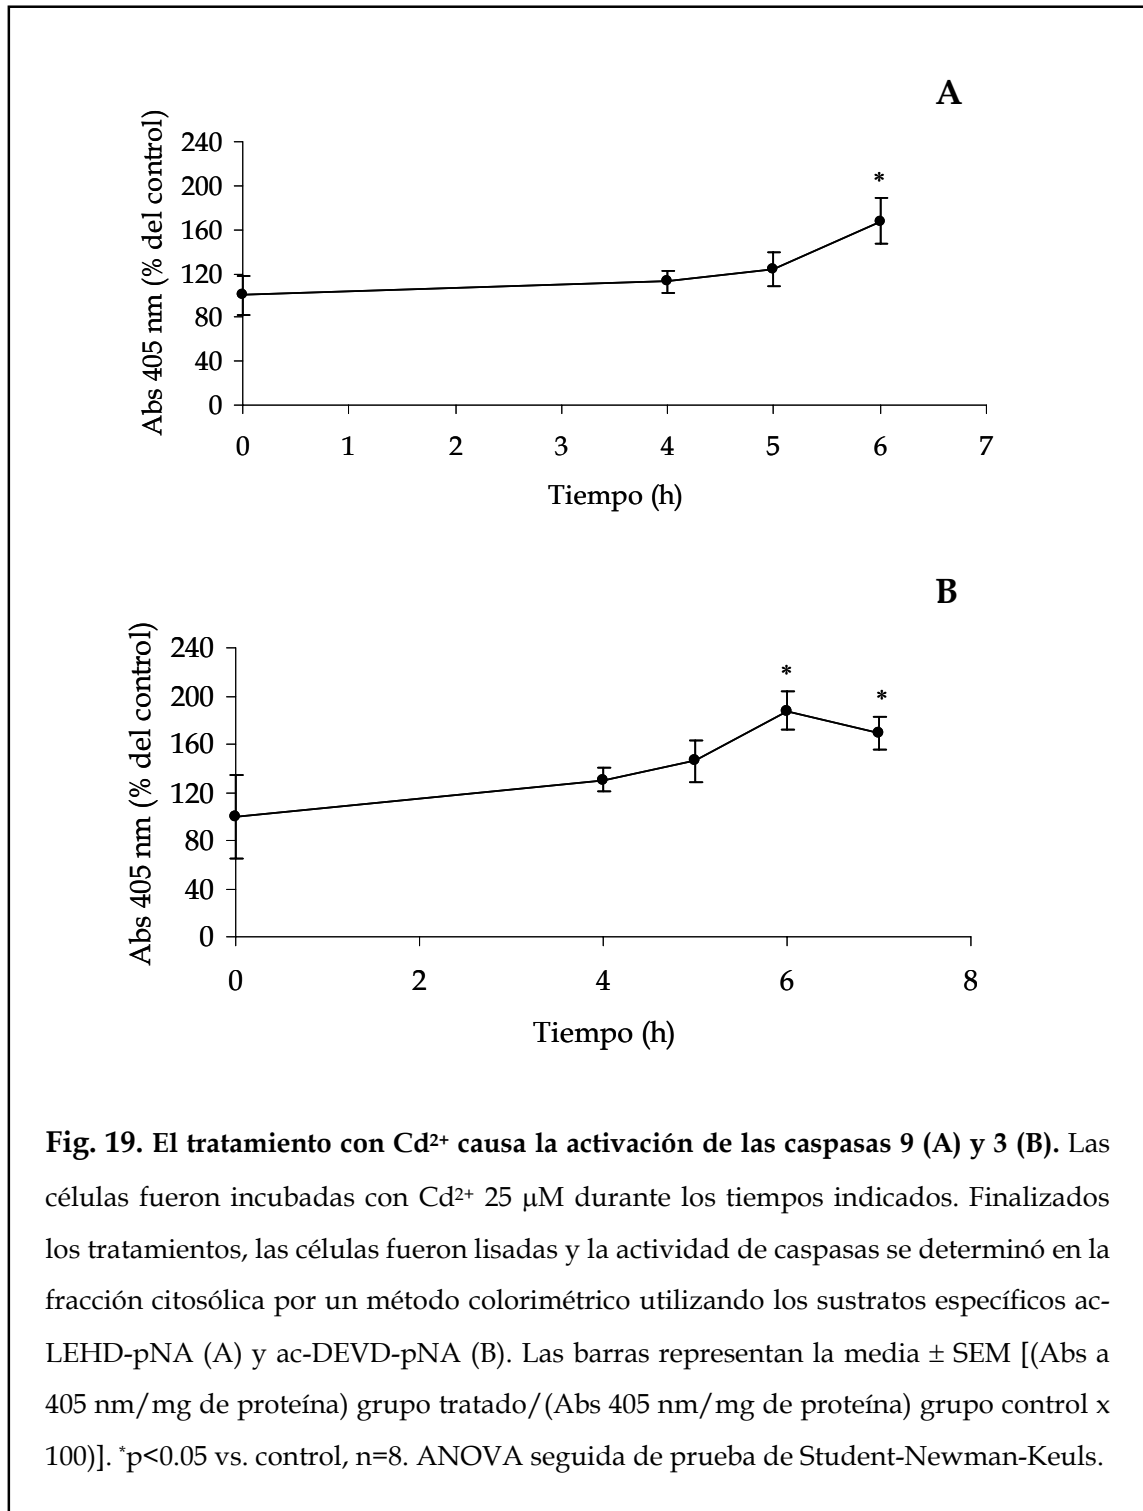 A
Abs 405 nm (% del control)
240
200
160
120
80
40
0
*
0 1 2 3 4 5 6 7
Tiempo (h)
B
Abs 405 nm (% del control)
240
200
160
120
80
40
0
* *
0 2 4 6 8
Tiempo (h)
Fig. 19. El tratamiento con Cd²⁺ causa la activación de las caspasas 9 (A) y 3 (B). Las
células fueron incubadas con Cd²⁺ 25 µM durante los tiempos indicados. Finalizados
los tratamientos, las células fueron lisadas y la actividad de caspasas se determinó en la
fracción citosólica por un método colorimétrico utilizando los sustratos específicos ac-
LEHD-pNA (A) y ac-DEVD-pNA (B). Las barras representan la media ± SEM [(Abs a
405 nm/mg de proteína) grupo tratado/(Abs 405 nm/mg de proteína) grupo control x
100)]. *p<0.05 vs. control, n=8. ANOVA seguida de prueba de Student-Newman-Keuls.